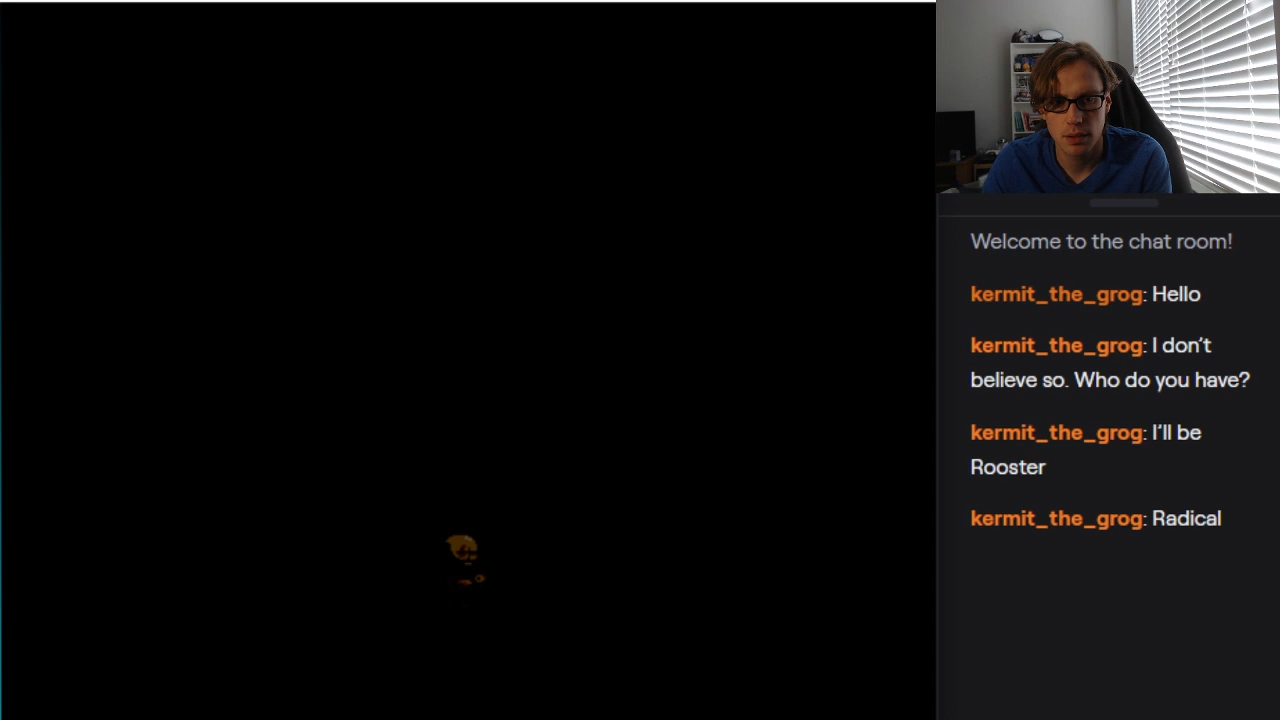 Welcome to the chat room!
kermit_the_grog: Hello
kermit_the_grog: I don't
believe so. Who do you have?
kermit_the_grog: I'll be
Rooster
kermit_the_grog: Radical